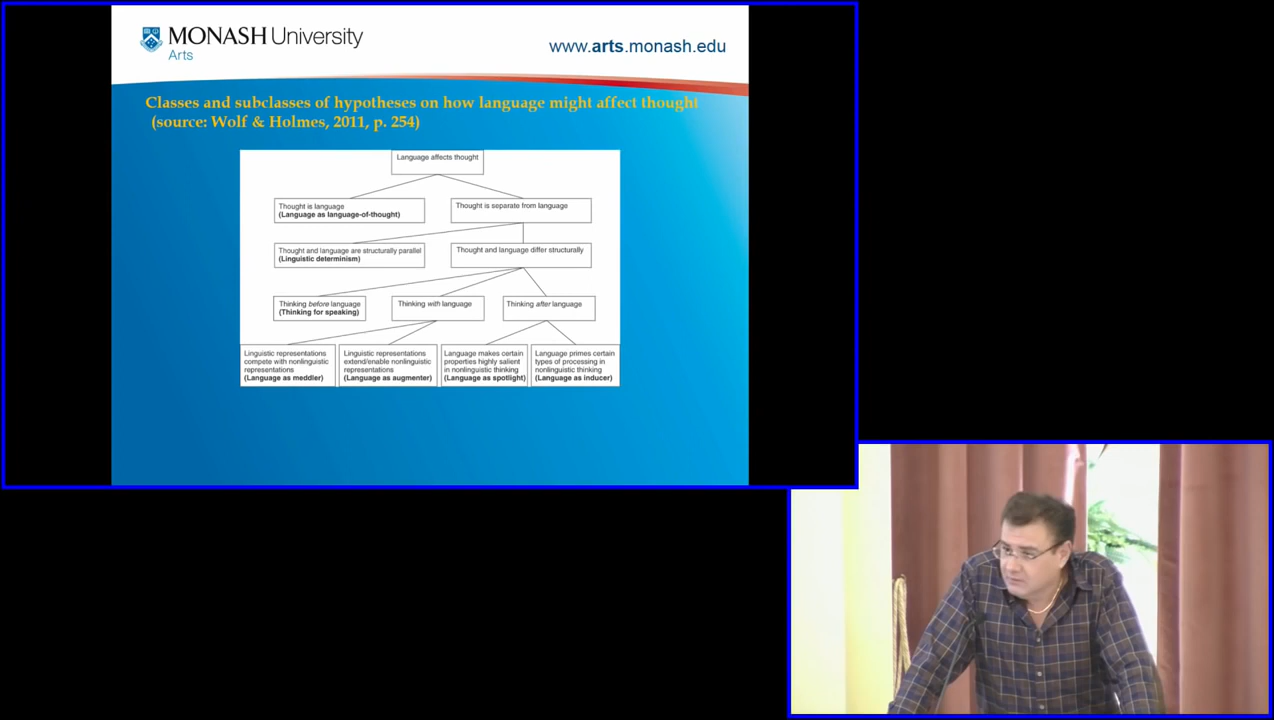 MONASH University
Arts
www.arts.monash.edu
Classes and subclasses of hypotheses on how language might affect thought
(source: Wolf & Holmes, 2011, p. 254)
Language affects thought
Thought is language
(Language as language-of-thought)
Thought is separate from language
Thought and language are structurally parallel
(Linguistic determinism)
Thought and language differ structurally
Thinking before language
(Thinking for speaking)
Thinking with language
Thinking after language
Linguistic representations
compete with nonlinguistic
representations
(Language as meddler)
Linguistic representations
extend/enable nonlinguistic
representations
(Language as augmenter)
Language makes certain
properties highly salient
in nonlinguistic thinking
(Language as spotlight)
Language primes certain
types of processing in
nonlinguistic thinking
(Language as inducer)